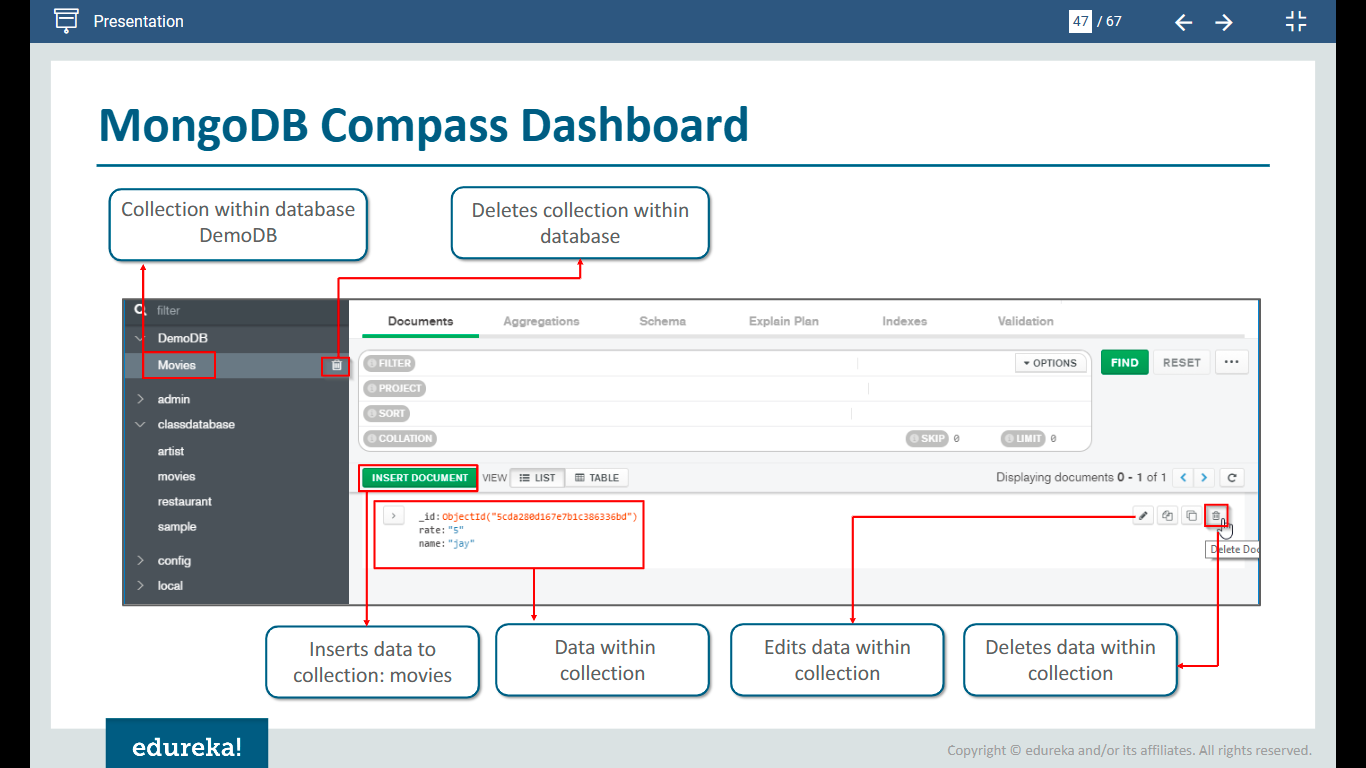 Presentation
47 / 67
MongoDB Compass Dashboard
Collection within database
DemoDB
Deletes collection within
database
filter
DemoDB
Movies
admin
classdatabase
artist
movies
restaurant
sample
config
local
Documents Aggregations Schema Explain Plan Indexes Validation
FILTER OPTIONS FIND RESET ...
PROJECT
SORT
COLLATION SKIP 0 LIMIT 0
INSERT DOCUMENT VIEW LIST TABLE Displaying documents 0 - 1 of 1
_id:ObjectId("5cda280d167e7b1c386336bd")
rate:"5"
name:"jay"
Delete Doc
Inserts data to
collection: movies
Data within
collection
Edits data within
collection
Deletes data within
collection
edureka!
Copyright © edureka and/or its affiliates. All rights reserved.